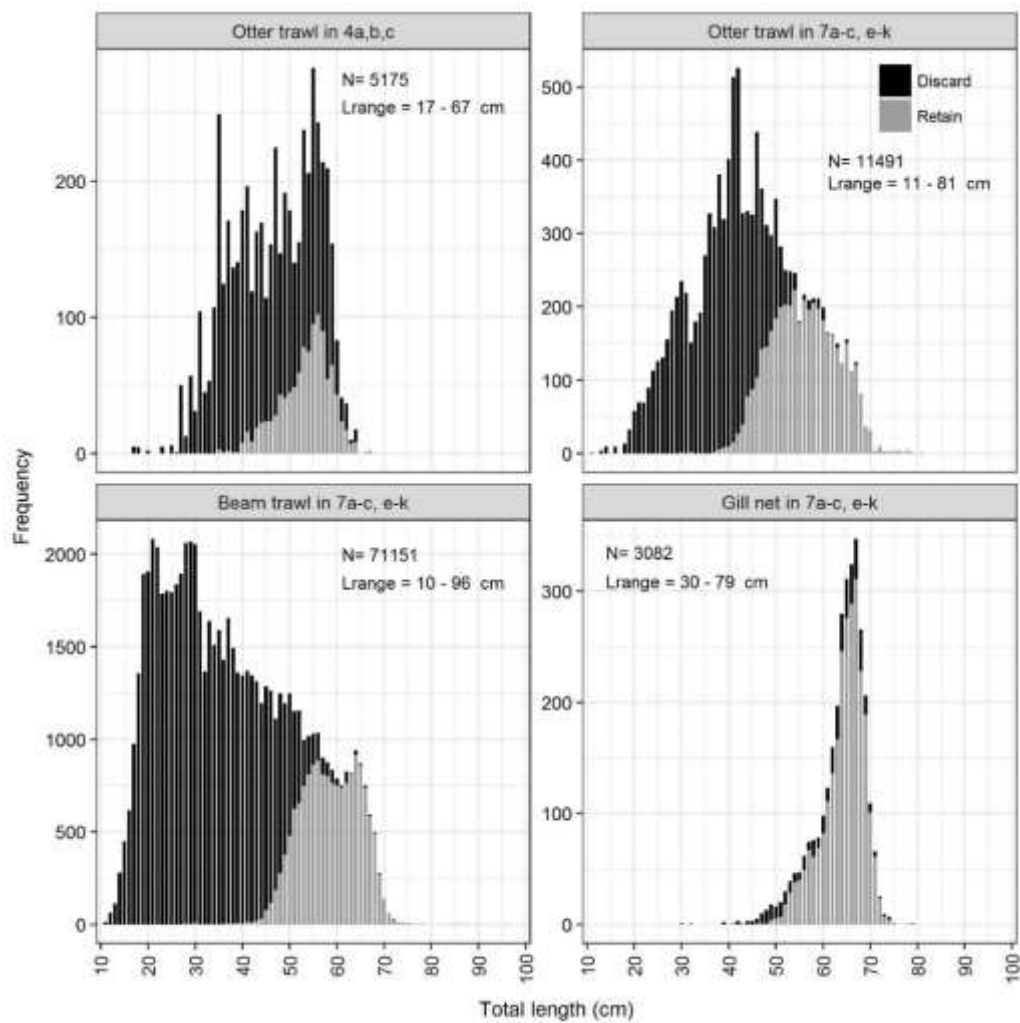 Otter trawl in 4a,b,c
N= 5175
Lrange = 17 - 67 cm
200
100
0
Otter trawl in 7a-c, e-k
Discard
Retain
N= 11491
Lrange = 11 - 81 cm
500
400
300
200
100
0
Frequency
Beam trawl in 7a-c, e-k
N= 71151
Lrange = 10 - 96 cm
2000
1500
1000
500
0
10 20 30 40 50 60 70 80 90 100
Gill net in 7a-c, e-k
N= 3082
Lrange = 30 - 79 cm
300
200
100
0
10 20 30 40 50 60 70 80 90 100
Total length (cm)